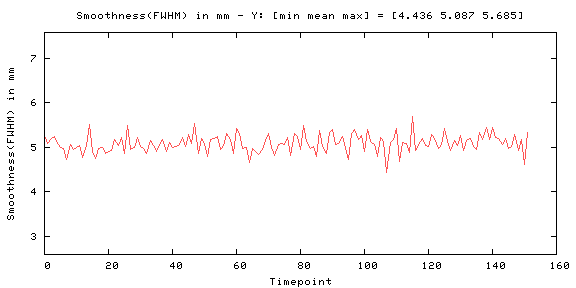 Smoothness(FWHM) in mm - Y: [min mean max] = [4.436 5.087 5.685]
7
6
5
4
3
Smoothness(FWHM) in mm
0 20 40 60 80 100 120 140 160
Timepoint